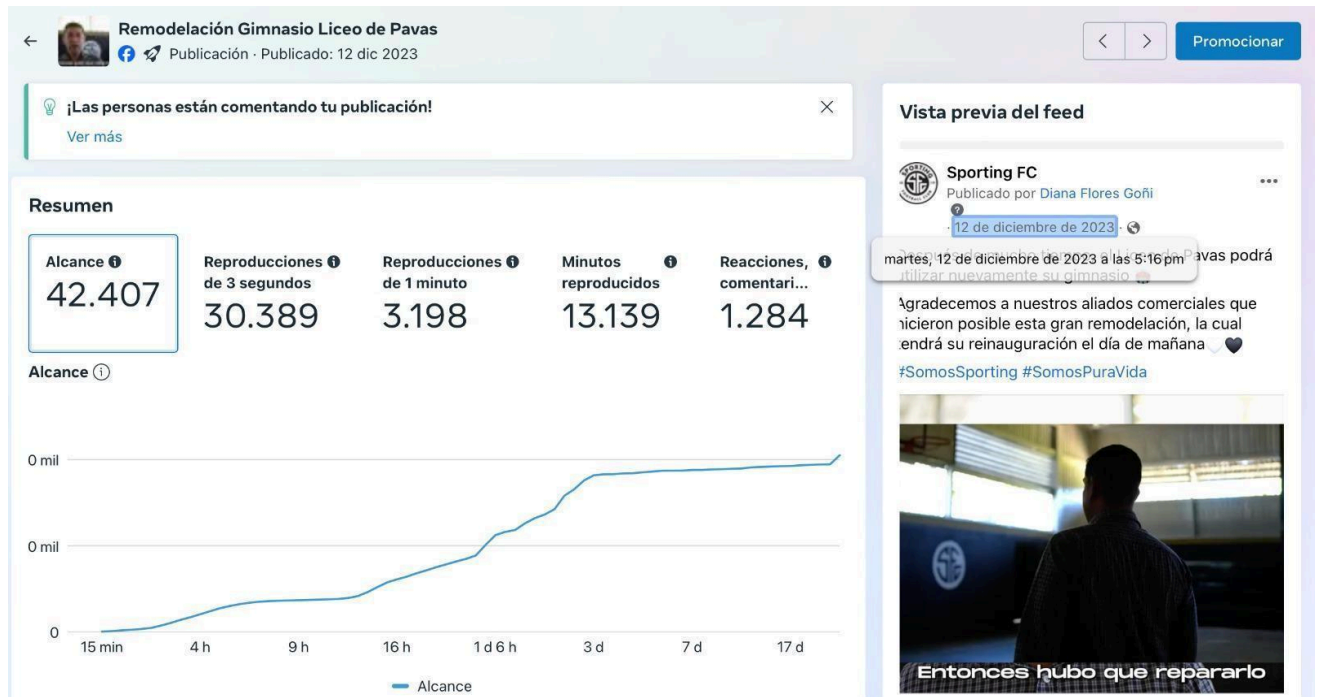 Remodelación Gimnasio Liceo de Pavas
Publicación · Publicado: 12 dic 2023
Promocionar
¡Las personas están comentando tu publicación!
Ver más
Resumen
Alcance
42.407
Reproducciones
de 3 segundos
30.389
Reproducciones
de 1 minuto
3.198
Minutos
reproducidos
13.139
Reacciones,
comentari...
1.284
Alcance
0 mil
0 mil
0
15 min 4 h 9 h 16 h 1 d 6 h 3 d 7 d 17 d
Alcance
Vista previa del feed
Sporting FC
Publicado por Diana Flores Goñi
· 12 de diciembre de 2023 ·
martes, 12 de diciembre de 2023 a las 5:16 pm
Pavas podrá
utilizar nuevamente su gimnasio
Agradecemos a nuestros aliados comerciales que
hicieron posible esta gran remodelación, la cual
tendrá su reinauguración el día de mañana
#SomosSporting #SomosPuraVida
Entonces hubo que repararlo